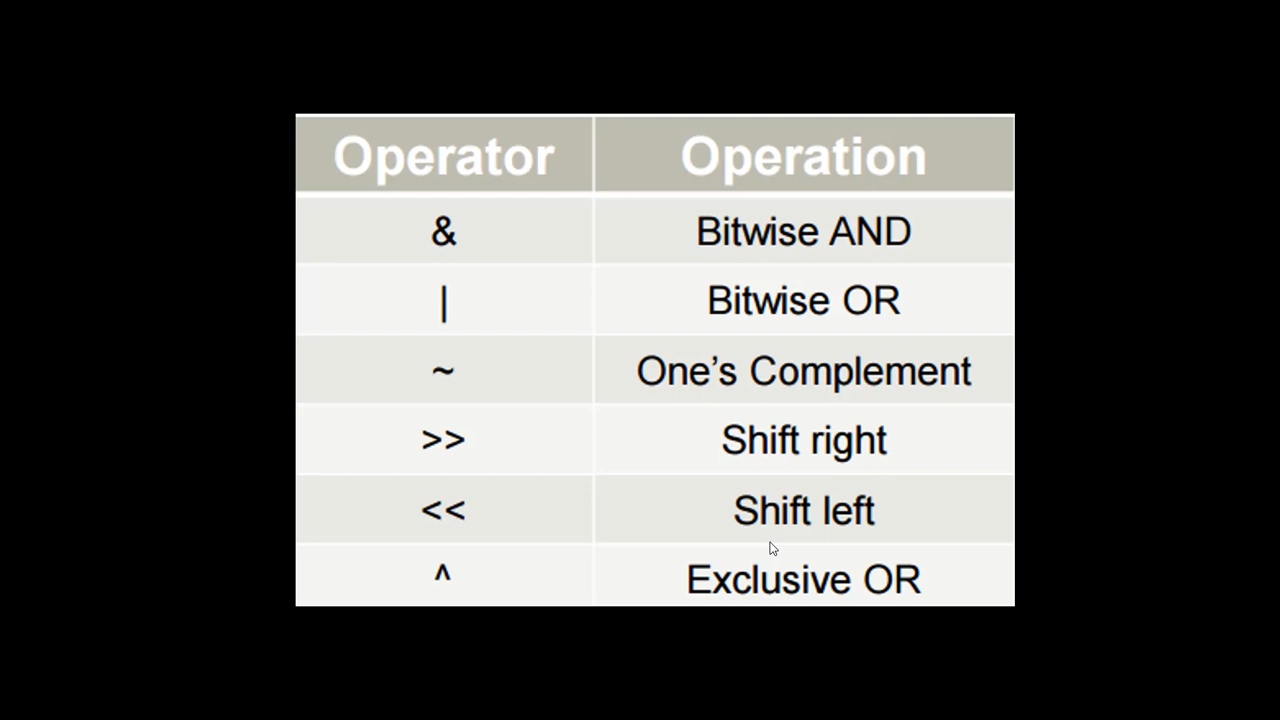 Operator Operation
& Bitwise AND
| Bitwise OR
~ One’s Complement
>> Shift right
<< Shift left
^ Exclusive OR